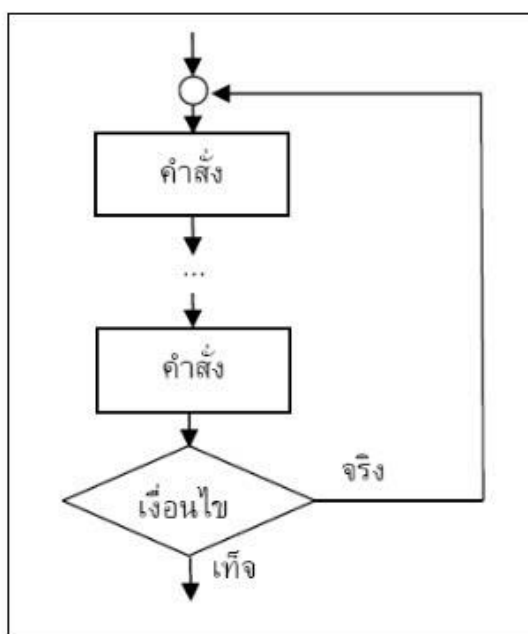 คำสั่ง
...
คำสั่ง
จริง
เงื่อนไข
เท็จ